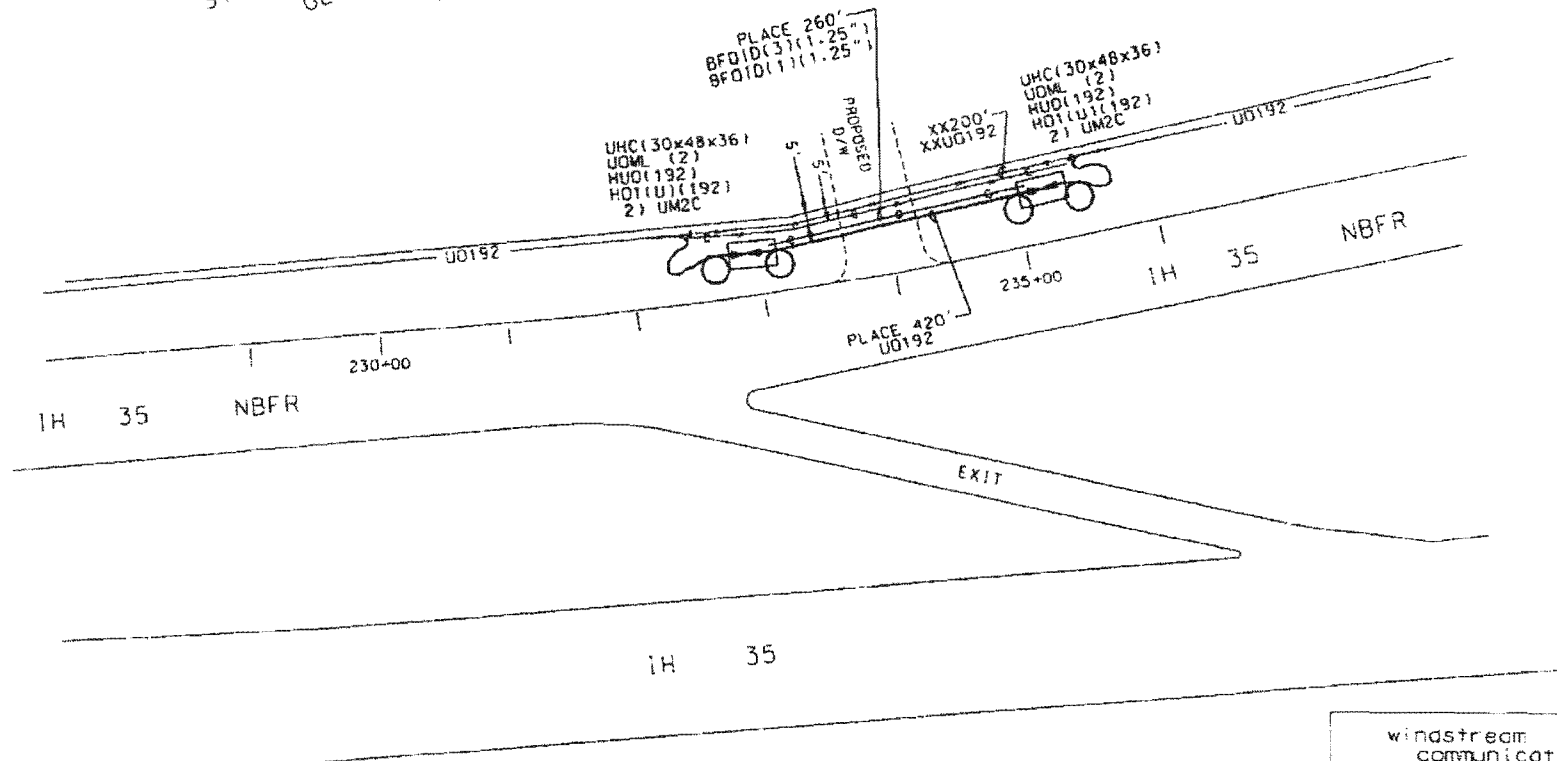 PLACE 260'
BFOID(3)(1.25")
BFOID(1)(1.25")
UHC(30x48x36)
UOML (2)
HUO(192)
HO1(U)(192)
2) UM2C
5'
5'
PROPOSED
D/W
XX200'
XXUO192
UHC(30x48x36)
UOML (2)
HUO(192)
HO1(U)(192)
2) UM2C
UO192
UO192
230+00
235+00
PLACE 420'
UO192
IH 35 NBFR
IH 35 NBFR
EXIT
IH 35
windstream
communicat